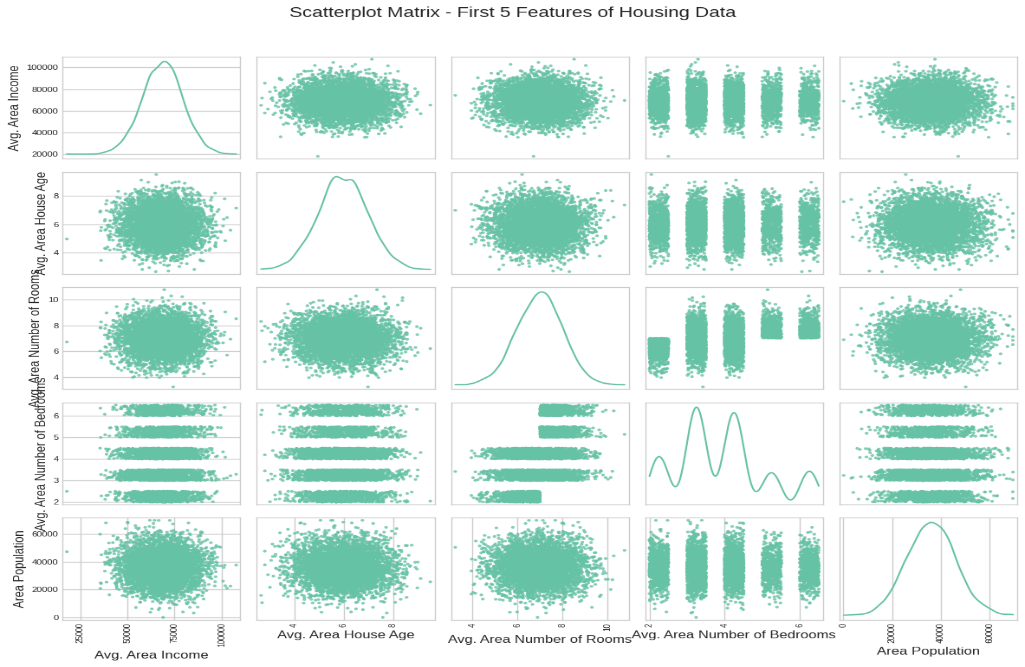 Scatterplot Matrix - First 5 Features of Housing Data
Avg. Area Income
100000
80000
60000
40000
20000
Avg. Area House Age
8
6
4
Avg. Area Number of Rooms
10
8
6
4
Avg. Area Number of Bedrooms
6
5
4
3
2
Area Population
60000
40000
20000
0
25000 50000 75000 100000
4 6 8
4 6 8 10
2 4 6
0 20000 40000 60000
Avg. Area Income
Avg. Area House Age
Avg. Area Number of Rooms
Avg. Area Number of Bedrooms
Area Population